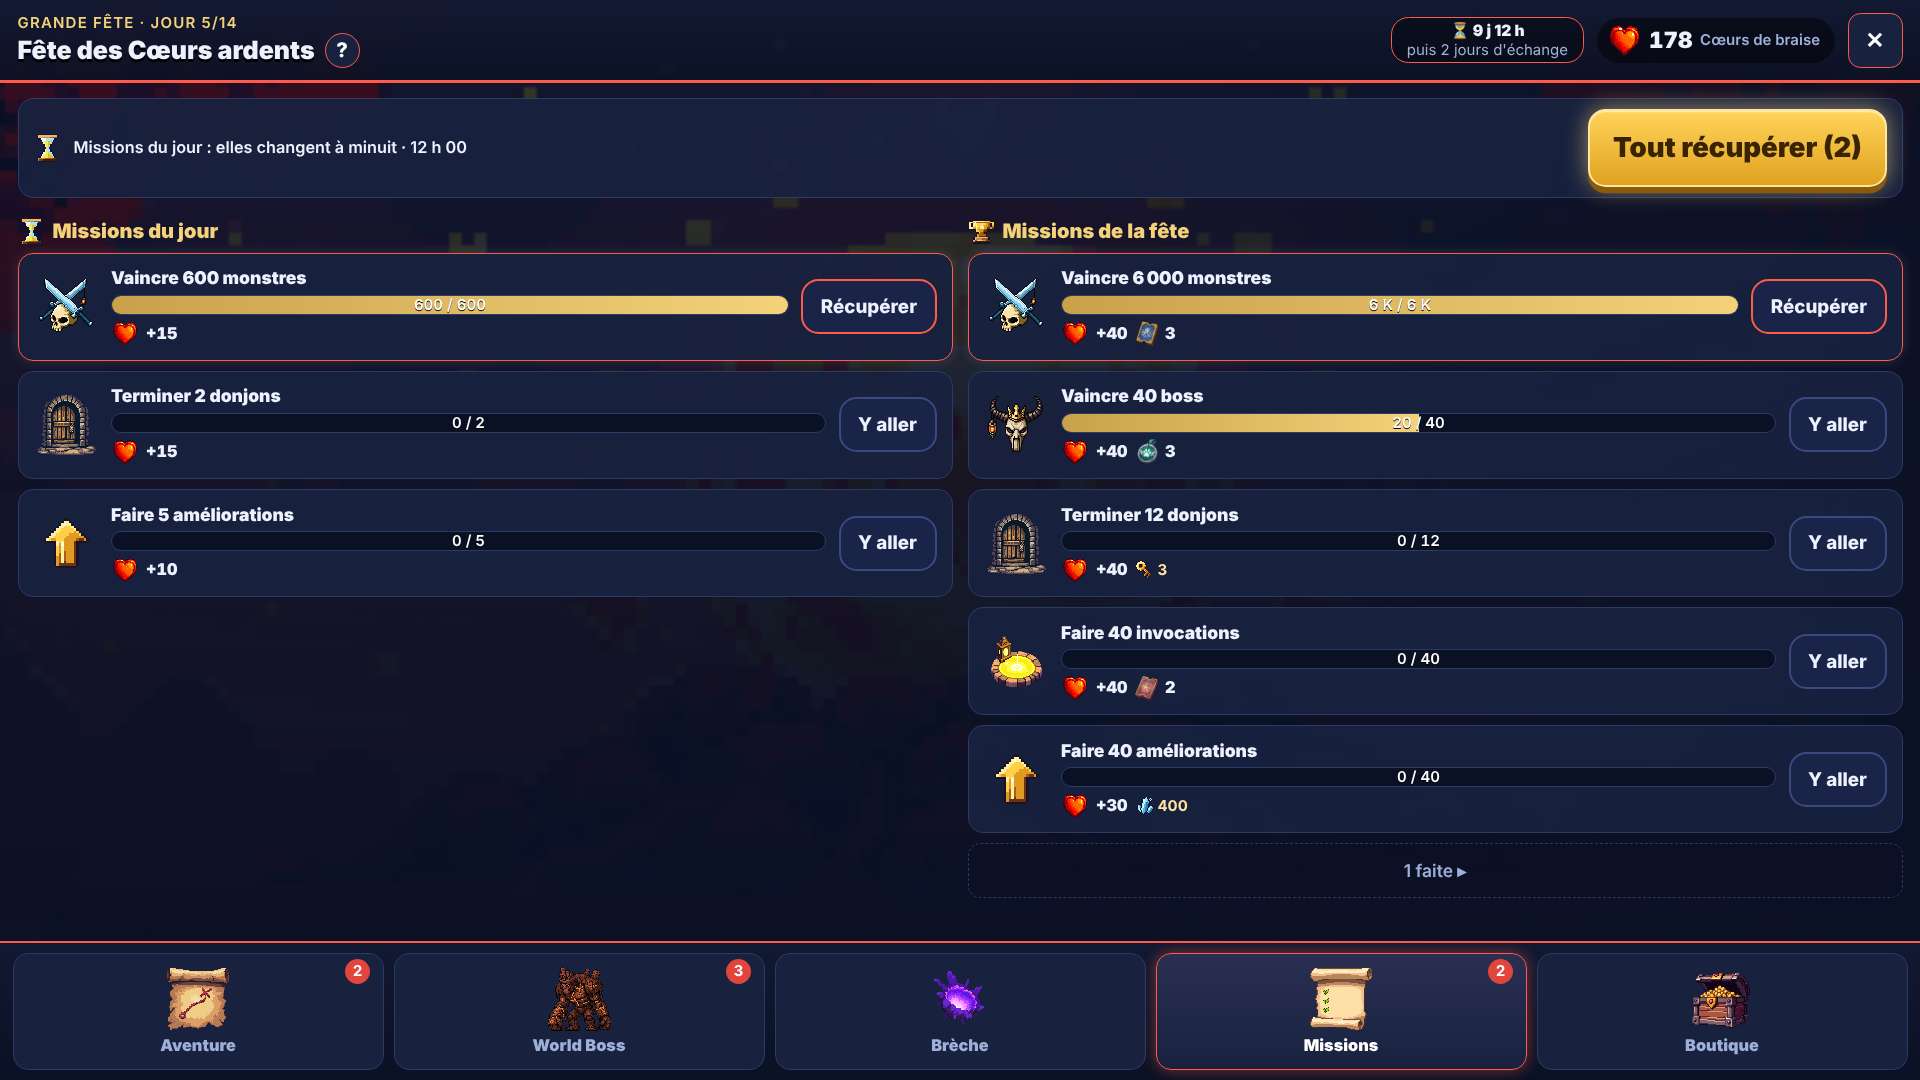 GRANDE FÊTE · JOUR 5/14
Fête des Cœurs ardents ?
9 j 12 h
puis 2 jours d'échange
178 Cœurs de braise
✕
Missions du jour : elles changent à minuit · 12 h 00
Tout récupérer (2)
Missions du jour
Vaincre 600 monstres
600 / 600
+15
Récupérer
Terminer 2 donjons
0 / 2
+15
Y aller
Faire 5 améliorations
0 / 5
+10
Y aller
Missions de la fête
Vaincre 6 000 monstres
6 K / 6 K
+40 3
Récupérer
Vaincre 40 boss
20 / 40
+40 3
Y aller
Terminer 12 donjons
0 / 12
+40 3
Y aller
Faire 40 invocations
0 / 40
+40 2
Y aller
Faire 40 améliorations
0 / 40
+30 400
Y aller
1 faite ▸
2
Aventure
3
World Boss
Brèche
2
Missions
Boutique